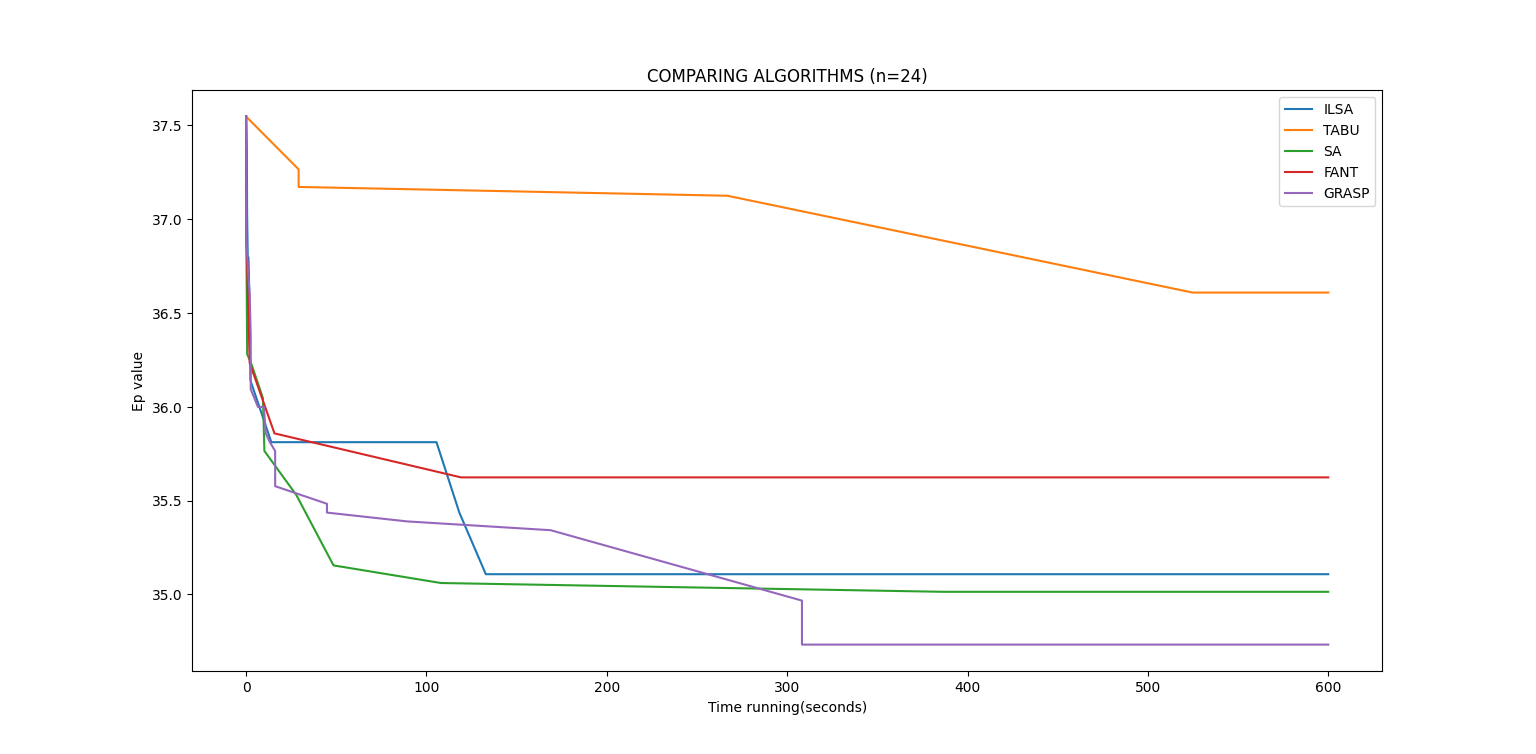 COMPARING ALGORITHMS (n=24)
ILSA
TABU
SA
FANT
GRASP
Ep value
37.5
37.0
36.5
36.0
35.5
35.0
0 100 200 300 400 500 600
Time running(seconds)